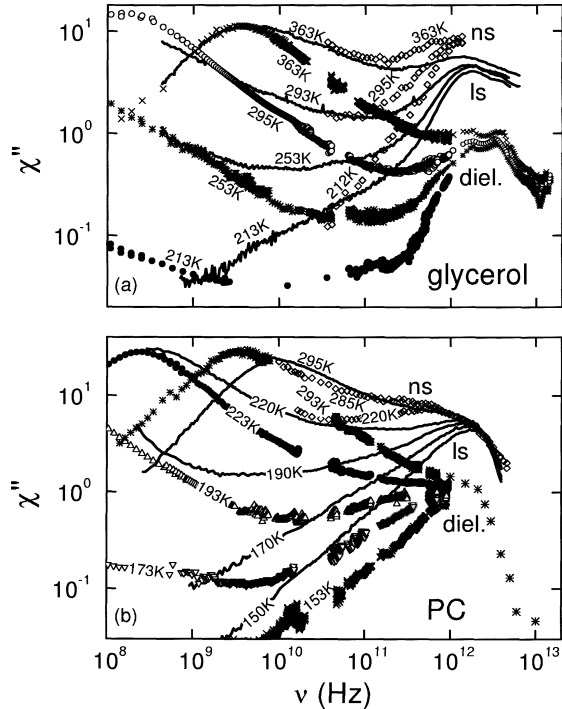 363K
ns
10¹
363K
295K
293K
ls
295K
10⁰
253K
212K
diel.
253K
213K
10⁻¹
213K
(a)
glycerol
χ''
295K
ns
10¹
285K
293K
220K
220K
223K
ls
190K
10⁰
193K
diel.
170K
173K
10⁻¹
150K
153K
(b)
PC
χ''
10⁸ 10⁹ 10¹⁰ 10¹¹ 10¹² 10¹³
ν (Hz)